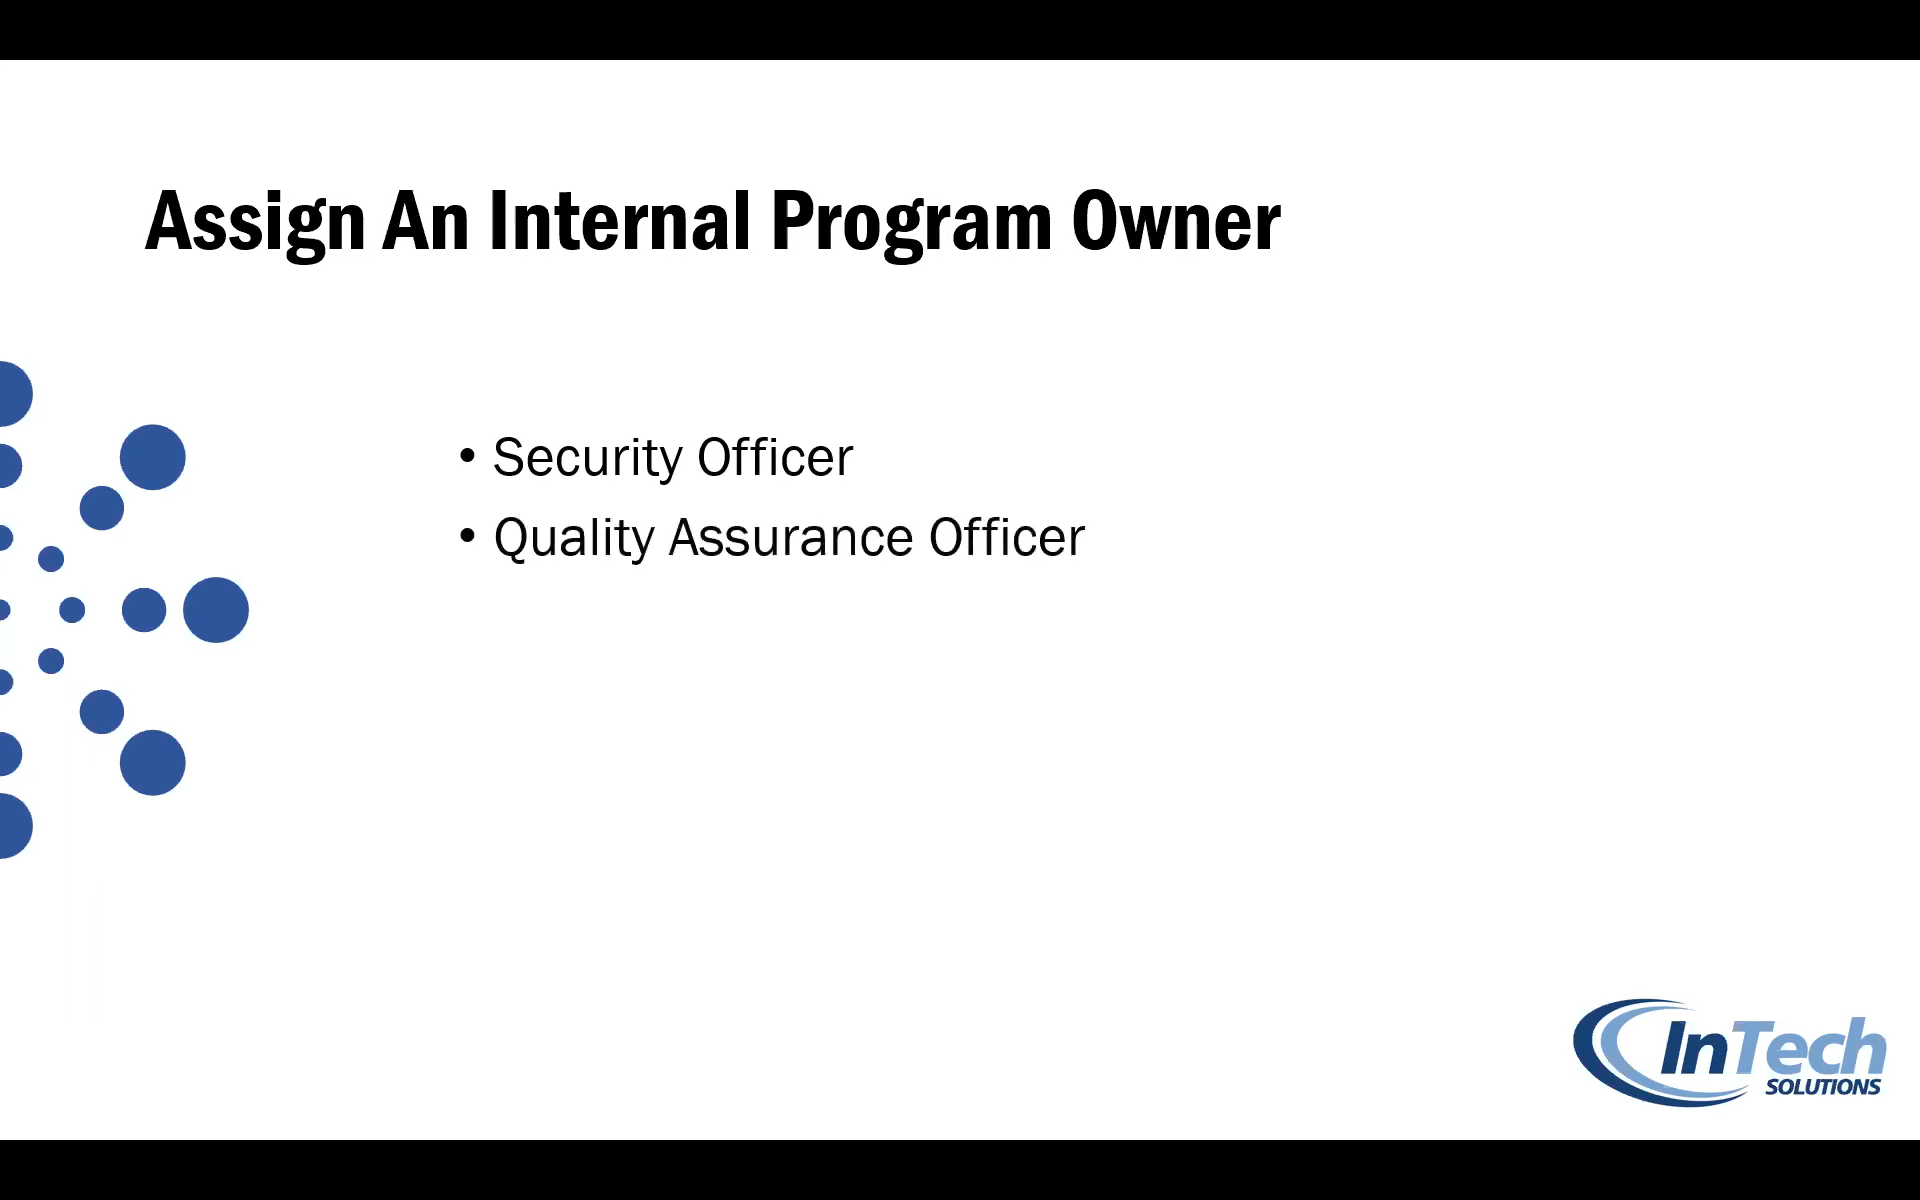 Assign An Internal Program Owner
• Security Officer
• Quality Assurance Officer
InTech
SOLUTIONS